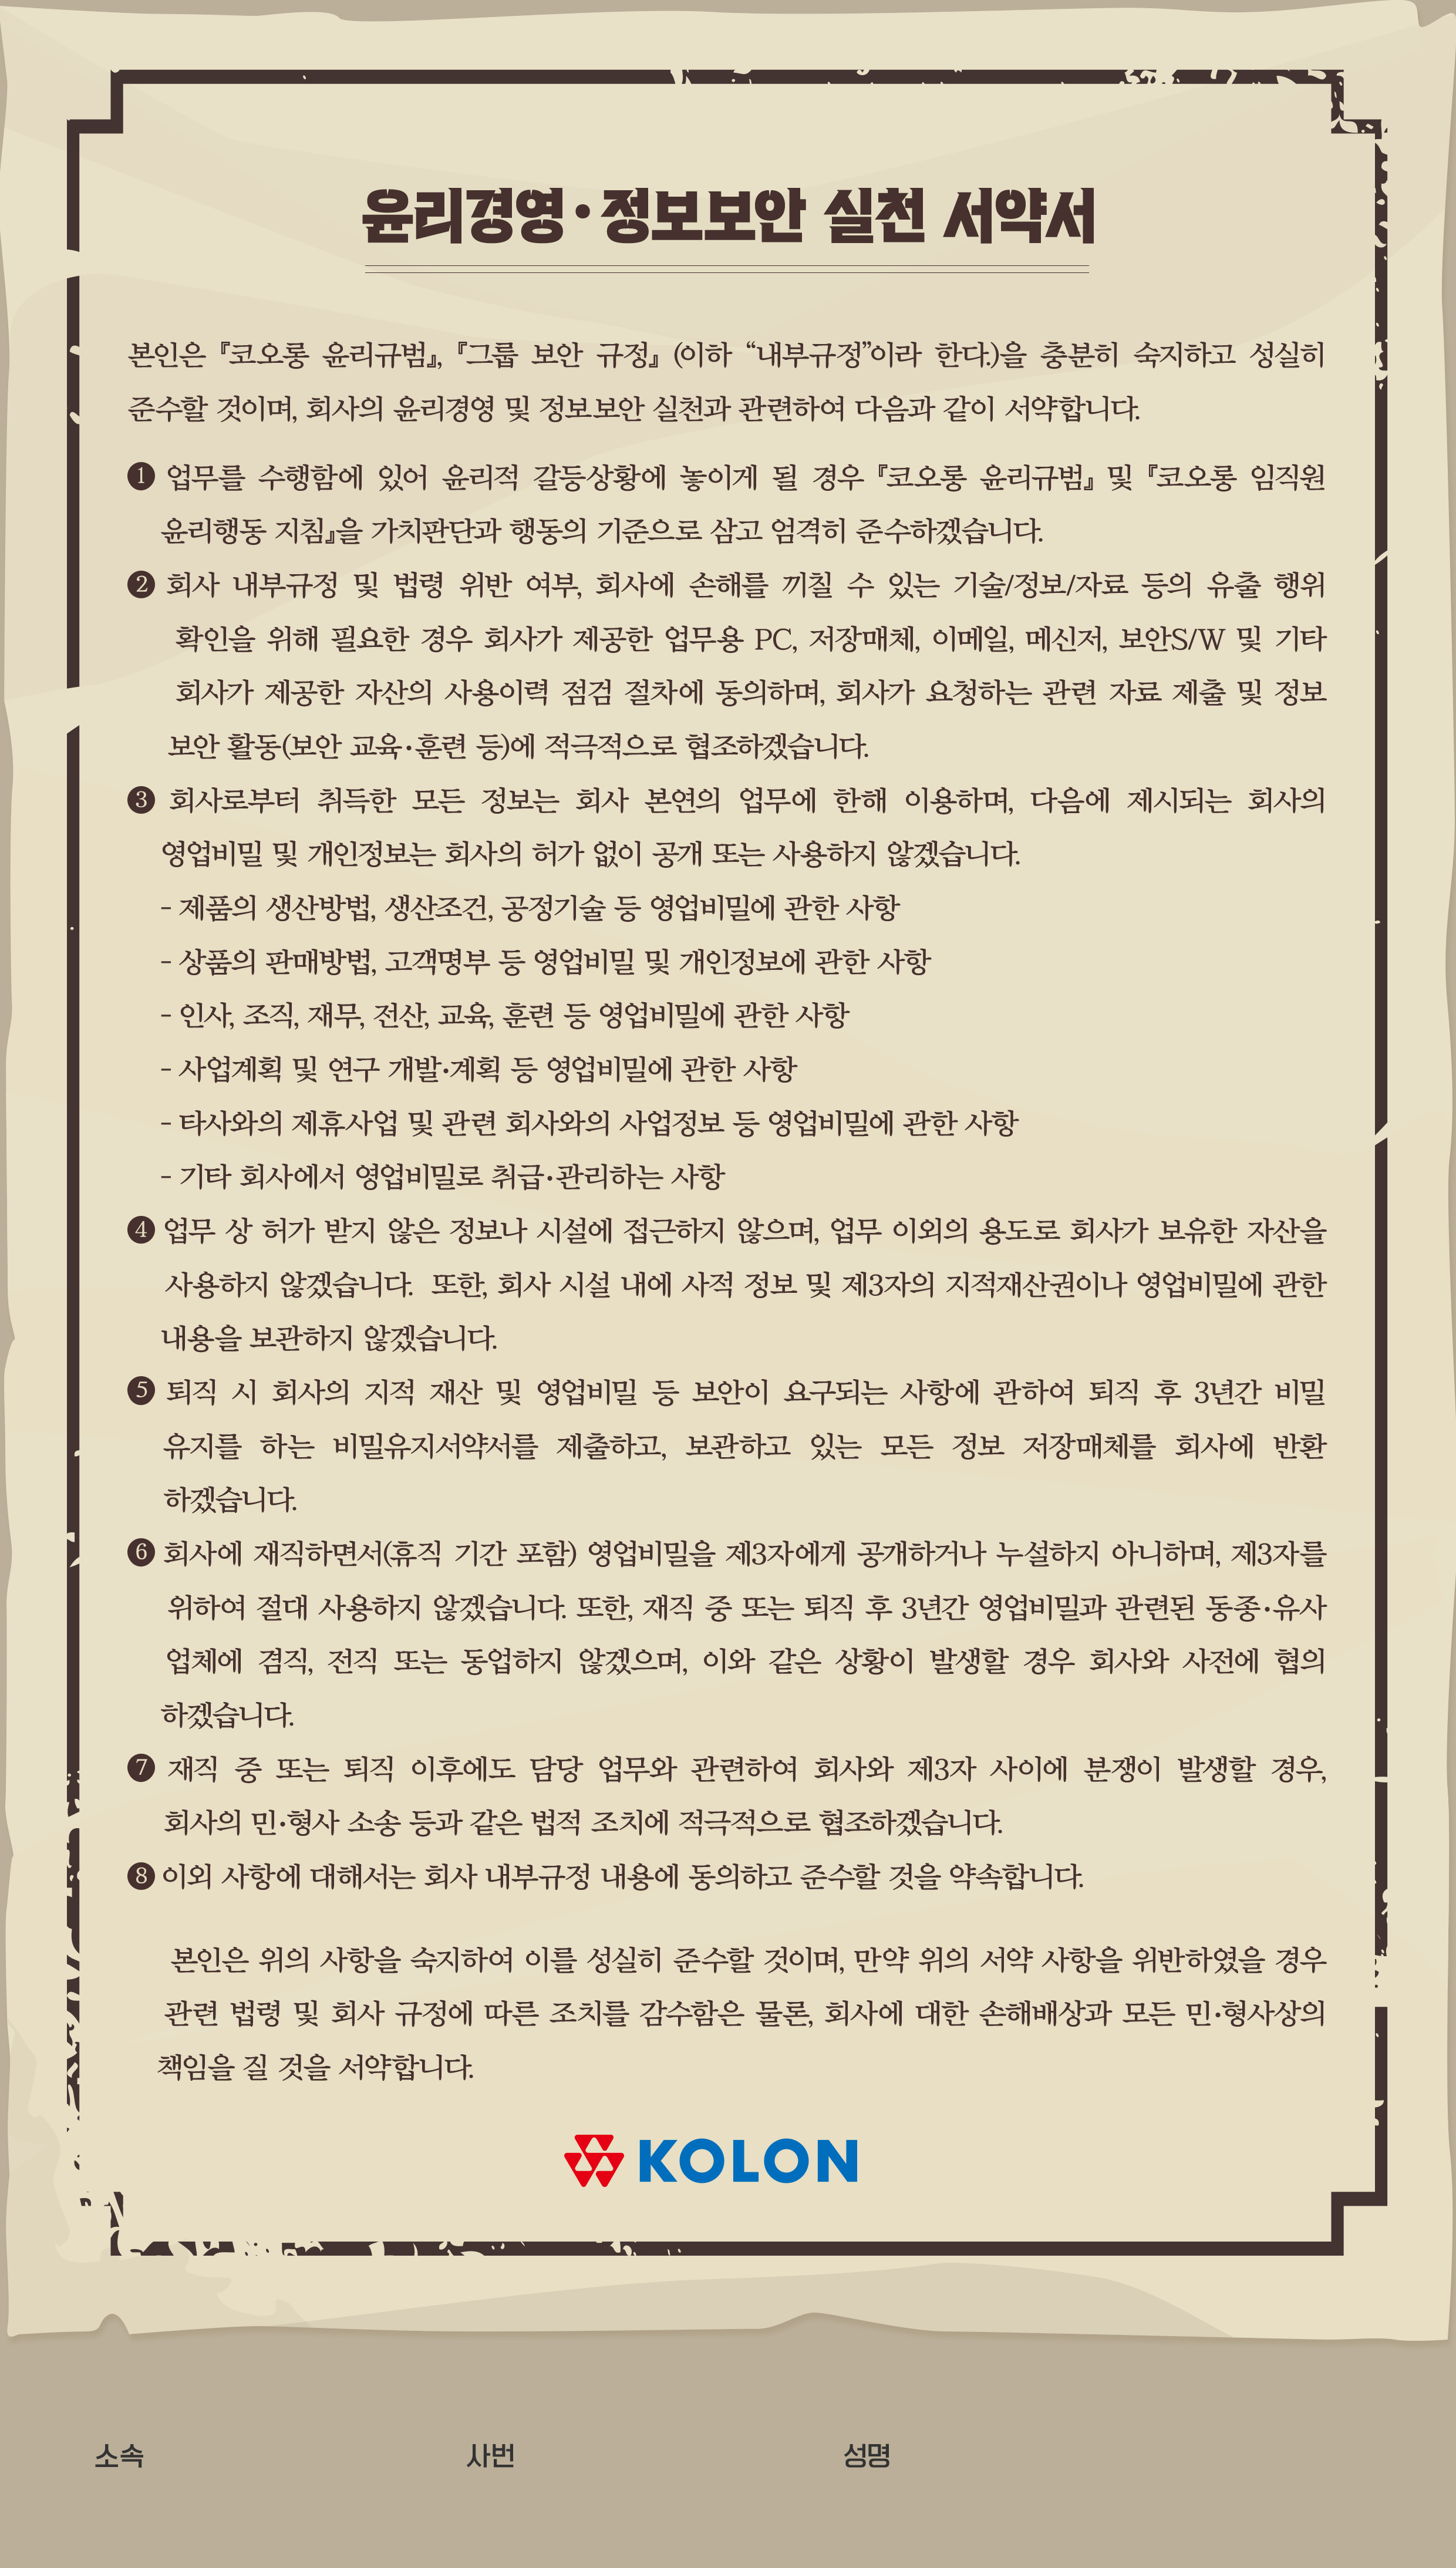 윤리경영·정보보안 실천 서약서
본인은 『코오롱 윤리규범』, 『그룹 보안 규정』 (이하 “내부규정”이라 한다.)을 충분히 숙지하고 성실히
준수할 것이며, 회사의 윤리경영 및 정보보안 실천과 관련하여 다음과 같이 서약합니다.
❶ 업무를 수행함에 있어 윤리적 갈등상황에 놓이게 될 경우 『코오롱 윤리규범』 및 『코오롱 임직원
윤리행동 지침』을 가치판단과 행동의 기준으로 삼고 엄격히 준수하겠습니다.
❷ 회사 내부규정 및 법령 위반 여부, 회사에 손해를 끼칠 수 있는 기술/정보/자료 등의 유출 행위
확인을 위해 필요한 경우 회사가 제공한 업무용 PC, 저장매체, 이메일, 메신저, 보안S/W 및 기타
회사가 제공한 자산의 사용이력 점검 절차에 동의하며, 회사가 요청하는 관련 자료 제출 및 정보
보안 활동(보안 교육·훈련 등)에 적극적으로 협조하겠습니다.
❸ 회사로부터 취득한 모든 정보는 회사 본연의 업무에 한해 이용하며, 다음에 제시되는 회사의
영업비밀 및 개인정보는 회사의 허가 없이 공개 또는 사용하지 않겠습니다.
- 제품의 생산방법, 생산조건, 공정기술 등 영업비밀에 관한 사항
- 상품의 판매방법, 고객명부 등 영업비밀 및 개인정보에 관한 사항
- 인사, 조직, 재무, 전산, 교육, 훈련 등 영업비밀에 관한 사항
- 사업계획 및 연구 개발·계획 등 영업비밀에 관한 사항
- 타사와의 제휴사업 및 관련 회사와의 사업정보 등 영업비밀에 관한 사항
- 기타 회사에서 영업비밀로 취급·관리하는 사항
❹ 업무 상 허가 받지 않은 정보나 시설에 접근하지 않으며, 업무 이외의 용도로 회사가 보유한 자산을
사용하지 않겠습니다. 또한, 회사 시설 내에 사적 정보 및 제3자의 지적재산권이나 영업비밀에 관한
내용을 보관하지 않겠습니다.
❺ 퇴직 시 회사의 지적 재산 및 영업비밀 등 보안이 요구되는 사항에 관하여 퇴직 후 3년간 비밀
유지를 하는 비밀유지서약서를 제출하고, 보관하고 있는 모든 정보 저장매체를 회사에 반환
하겠습니다.
❻ 회사에 재직하면서(휴직 기간 포함) 영업비밀을 제3자에게 공개하거나 누설하지 아니하며, 제3자를
위하여 절대 사용하지 않겠습니다. 또한, 재직 중 또는 퇴직 후 3년간 영업비밀과 관련된 동종·유사
업체에 겸직, 전직 또는 동업하지 않겠으며, 이와 같은 상황이 발생할 경우 회사와 사전에 협의
하겠습니다.
❼ 재직 중 또는 퇴직 이후에도 담당 업무와 관련하여 회사와 제3자 사이에 분쟁이 발생할 경우,
회사의 민·형사 소송 등과 같은 법적 조치에 적극적으로 협조하겠습니다.
❽ 이외 사항에 대해서는 회사 내부규정 내용에 동의하고 준수할 것을 약속합니다.
본인은 위의 사항을 숙지하여 이를 성실히 준수할 것이며, 만약 위의 서약 사항을 위반하였을 경우
관련 법령 및 회사 규정에 따른 조치를 감수함은 물론, 회사에 대한 손해배상과 모든 민·형사상의
책임을 질 것을 서약합니다.
KOLON
소속 사번 성명